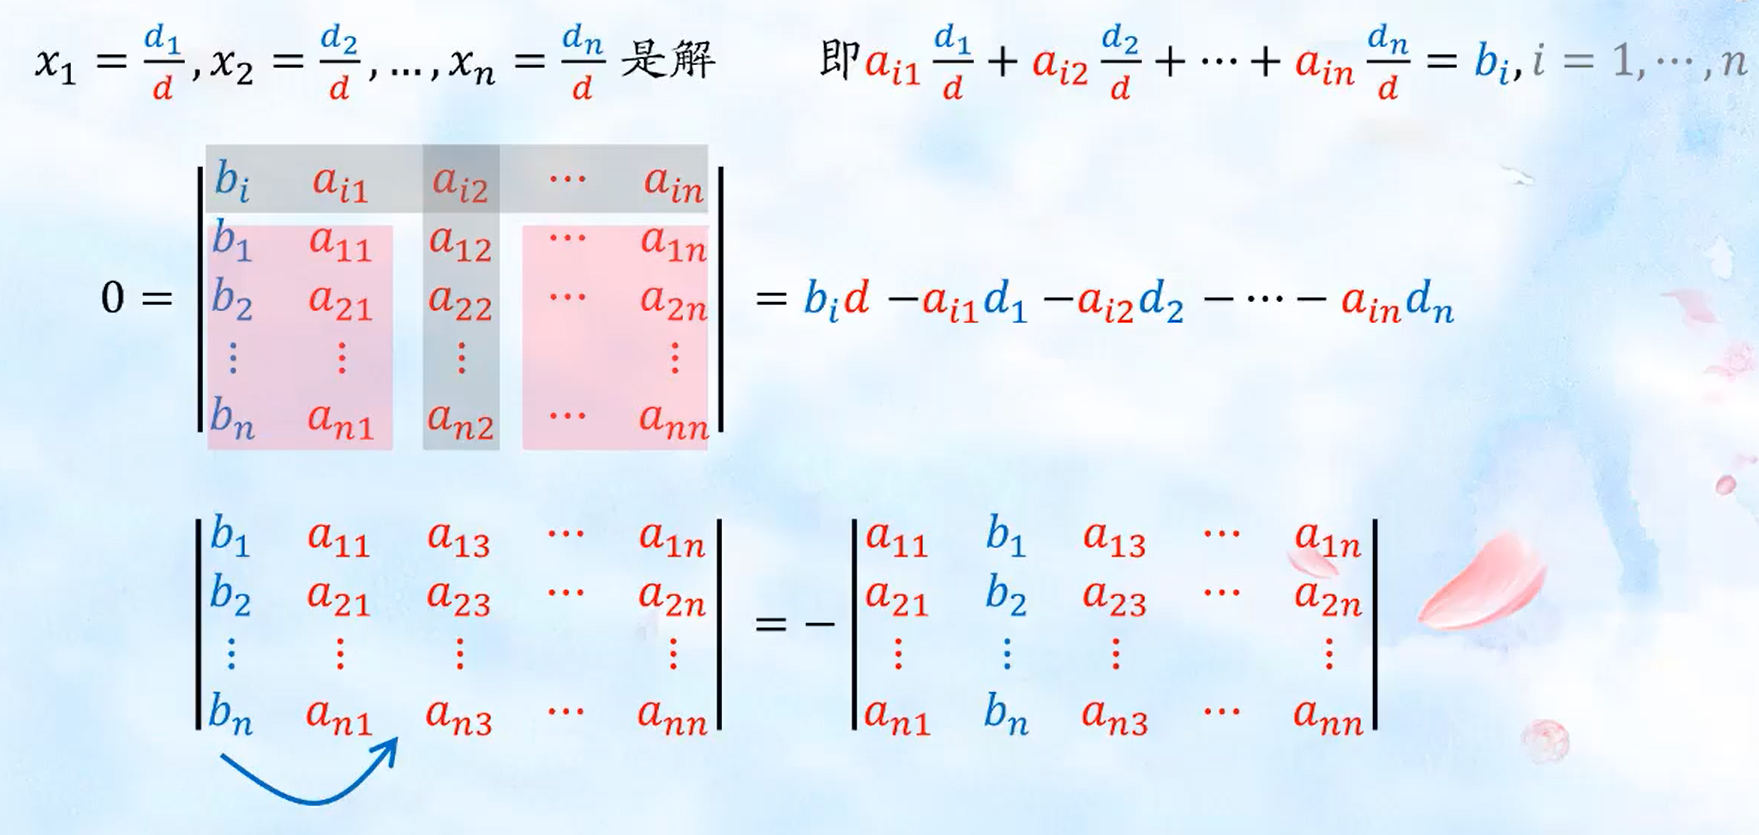 x₁ = d₁/d, x₂ = d₂/d, …, xₙ = dₙ/d 是解 即 aᵢ₁ d₁/d + aᵢ₂ d₂/d + ⋯ + aᵢₙ dₙ/d = bᵢ, i = 1, ⋯, n
bᵢ aᵢ₁ aᵢ₂ ⋯ aᵢₙ
b₁ a₁₁ a₁₂ ⋯ a₁ₙ
0 = b₂ a₂₁ a₂₂ ⋯ a₂ₙ = bᵢd − aᵢ₁d₁ − aᵢ₂d₂ − ⋯ − aᵢₙdₙ
⋮ ⋮ ⋮ ⋮
bₙ aₙ₁ aₙ₂ ⋯ aₙₙ
b₁ a₁₁ a₁₃ ⋯ a₁ₙ a₁₁ b₁ a₁₃ ⋯ a₁ₙ
b₂ a₂₁ a₂₃ ⋯ a₂ₙ = − a₂₁ b₂ a₂₃ ⋯ a₂ₙ
⋮ ⋮ ⋮ ⋮ ⋮ ⋮ ⋮ ⋮
bₙ aₙ₁ aₙ₃ ⋯ aₙₙ aₙ₁ bₙ aₙ₃ ⋯ aₙₙ